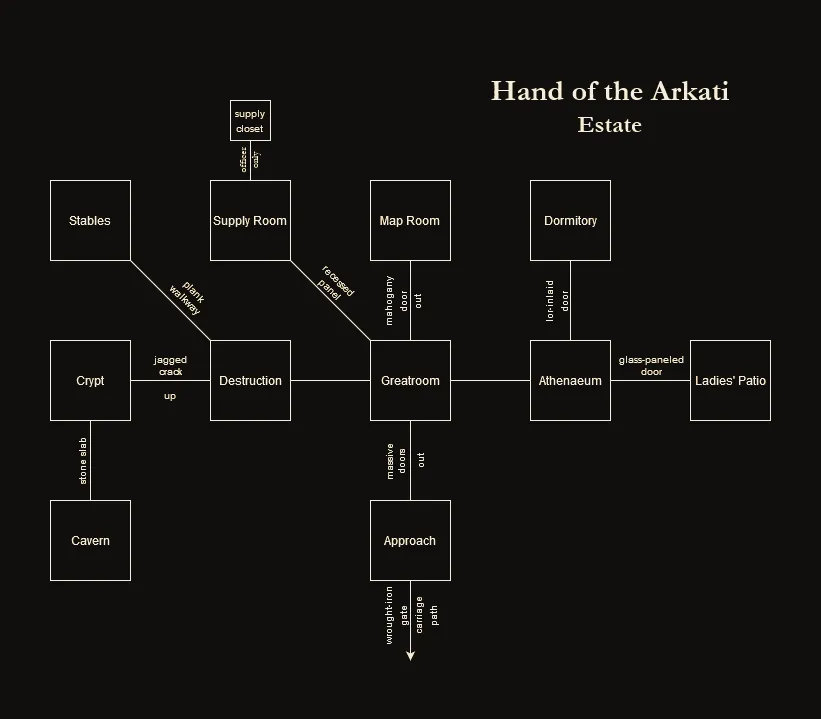 Hand of the Arkati
Estate
supply
closet
officer
only
Stables
Supply Room
Map Room
Dormitory
plank
walkway
recessed
panel
mahogany
door
out
lor-inlaid
door
Crypt
jagged
crack
up
Destruction
Greatroom
Athenaeum
glass-paneled
door
Ladies' Patio
stone slab
massive
doors
out
Cavern
Approach
wrought-iron
gate
carriage
path